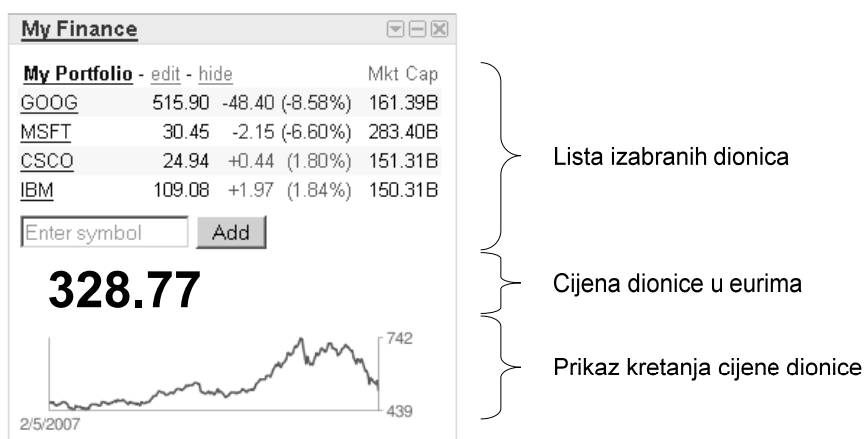 My Finance
My Portfolio - edit - hide Mkt Cap
GOOG 515.90 -48.40 (-8.58%) 161.39B
MSFT 30.45 -2.15 (-6.60%) 283.40B
CSCO 24.94 +0.44 (1.80%) 151.31B
IBM 109.08 +1.97 (1.84%) 150.31B
Enter symbol Add
328.77
742
439
2/5/2007
Lista izabranih dionica
Cijena dionice u eurima
Prikaz kretanja cijene dionice